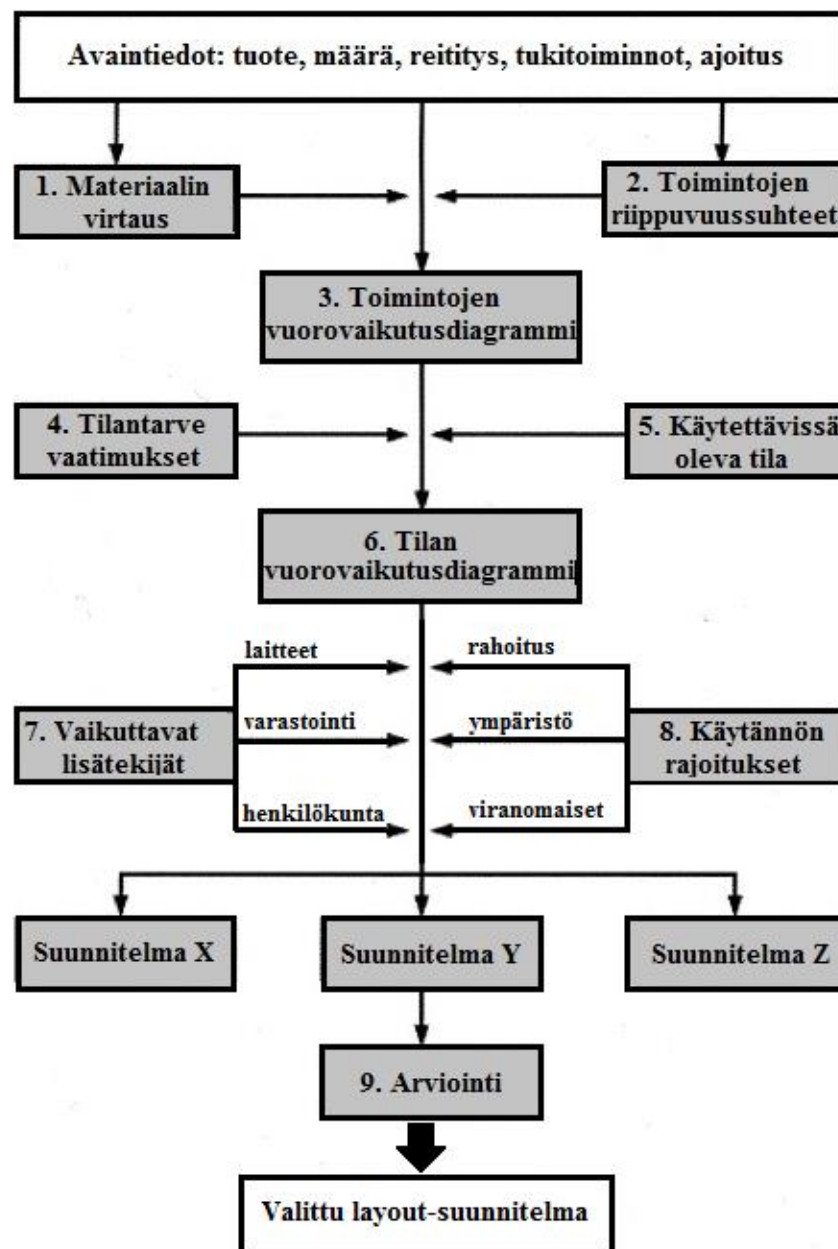 Avaintiedot: tuote, määrä, reititys, tukitoiminnot, ajoitus
1. Materiaalin
virtaus
2. Toimintojen
riippuvuussuhteet
3. Toimintojen
vuorovaikutusdiagrammi
4. Tilantarve
vaatimukset
5. Käytettävissä
oleva tila
6. Tilan
vuorovaikutusdiagrammi
laitteet
rahoitus
7. Vaikuttavat
lisätekijät
varastointi
ympäristö
8. Käytännön
rajoitukset
henkilökunta
viranomaiset
Suunnitelma X
Suunnitelma Y
Suunnitelma Z
9. Arviointi
Valittu layout-suunnitelma